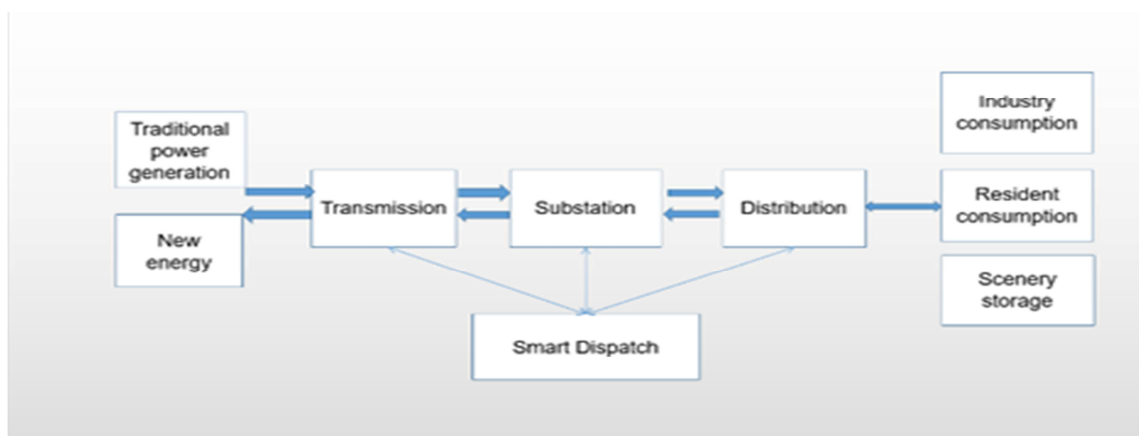 Traditional
power
generation
New
energy
Transmission
Substation
Distribution
Industry
consumption
Resident
consumption
Scenery
storage
Smart Dispatch